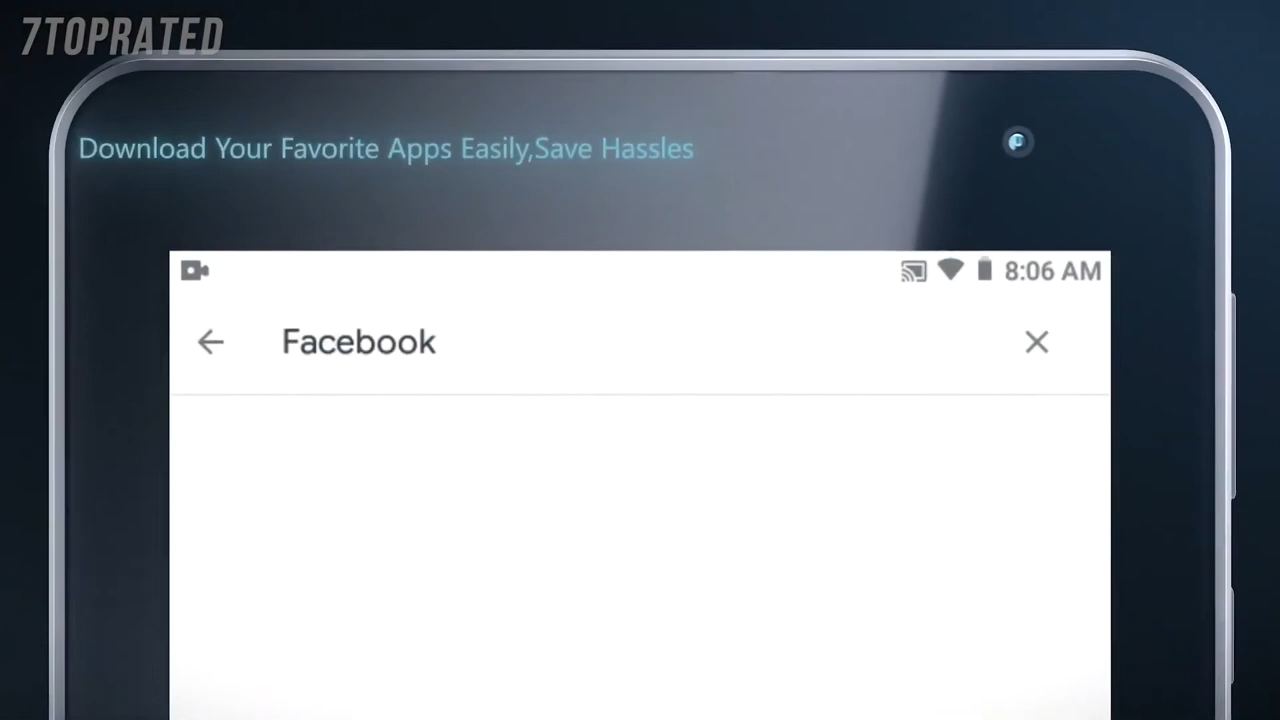 7TOPRATED
Download Your Favorite Apps Easily,Save Hassles
8:06 AM
Facebook